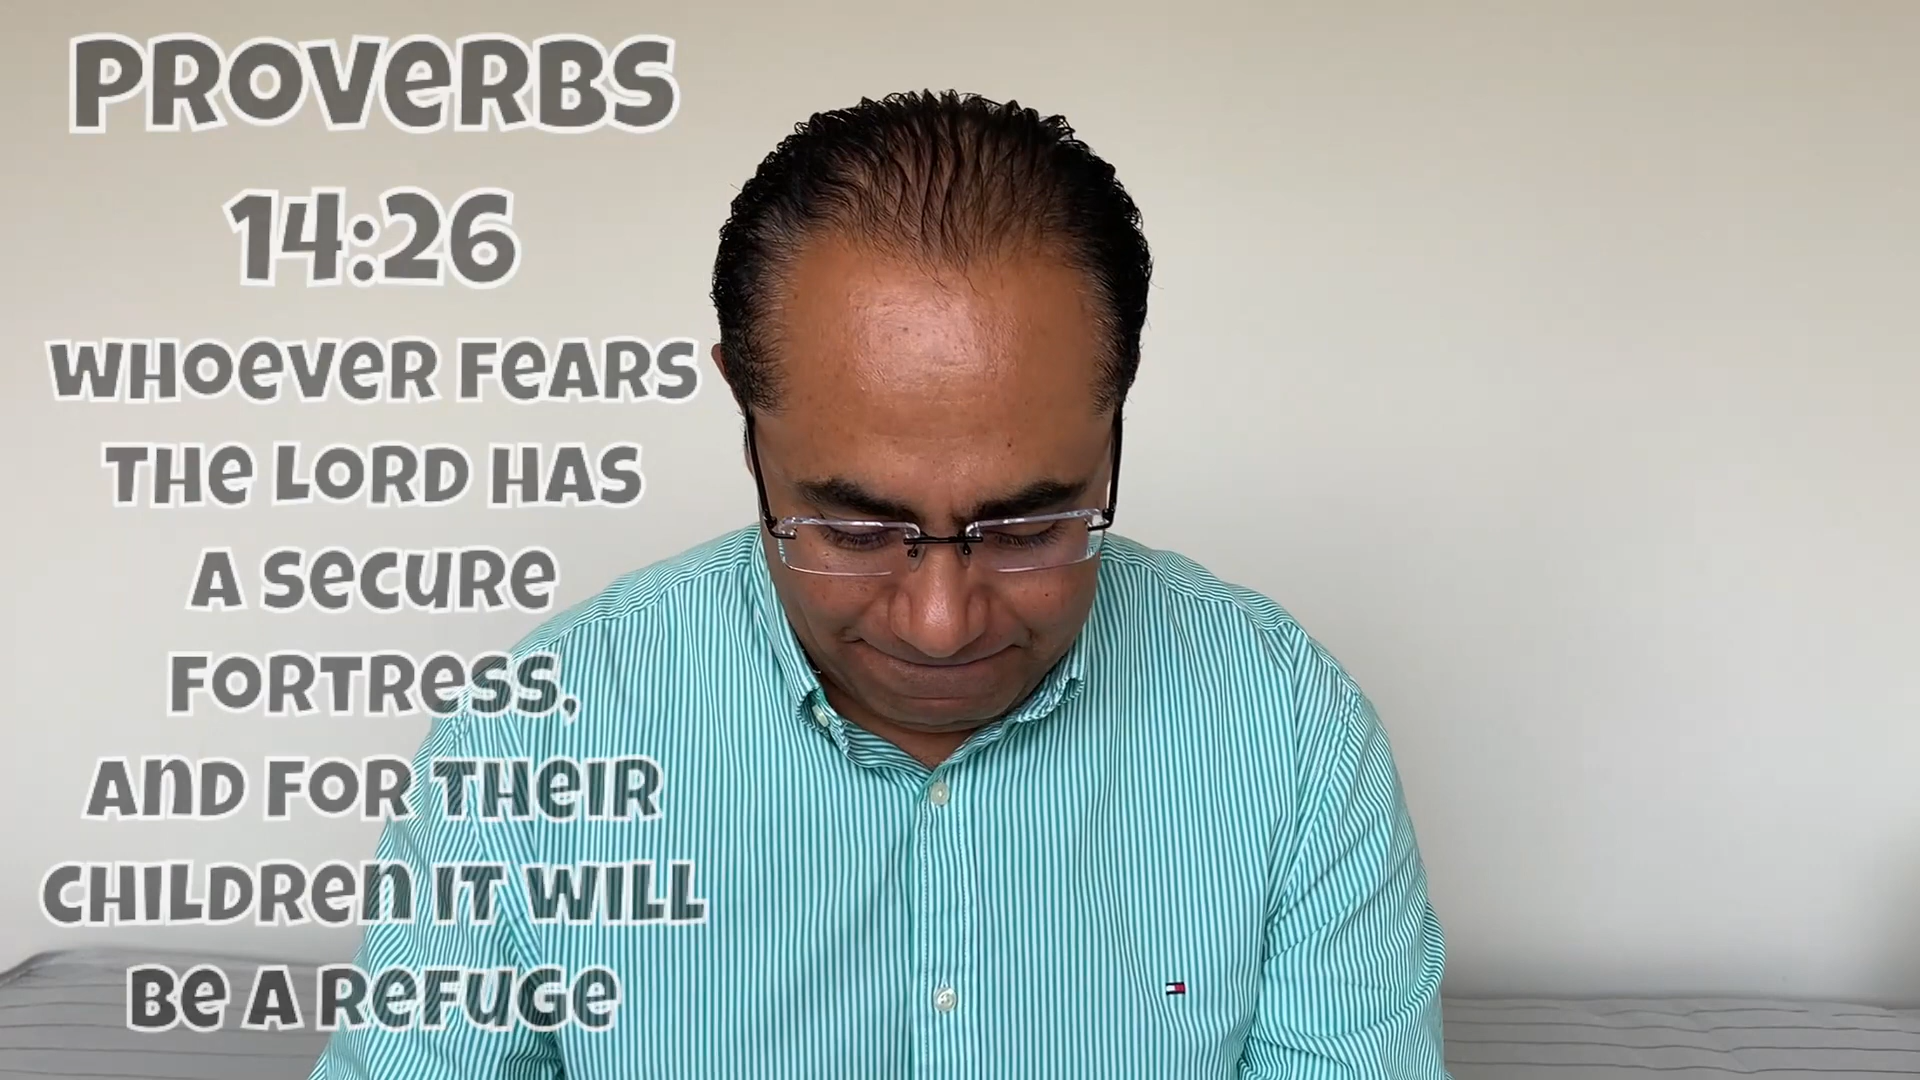 PROVERBS
14:26
WHOEVER FEARS
THE LORD HAS
A SECURE
FORTRESS,
AND FOR THEIR
CHILDREN IT WILL
BE A REFUGE